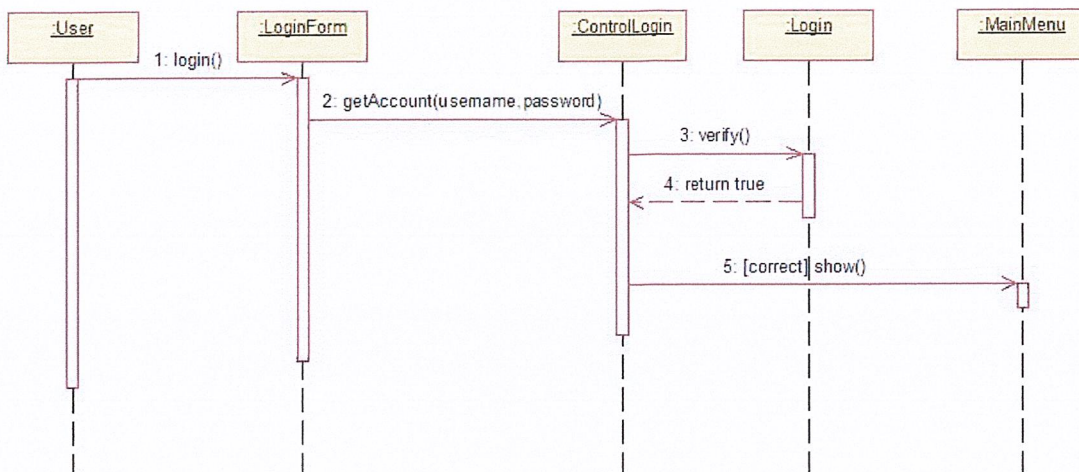 :User
:LoginForm
:ControlLogin
:Login
:MainMenu
1: login()
2: getAccount(username,password)
3: verify()
4: return true
5: [correct] show()